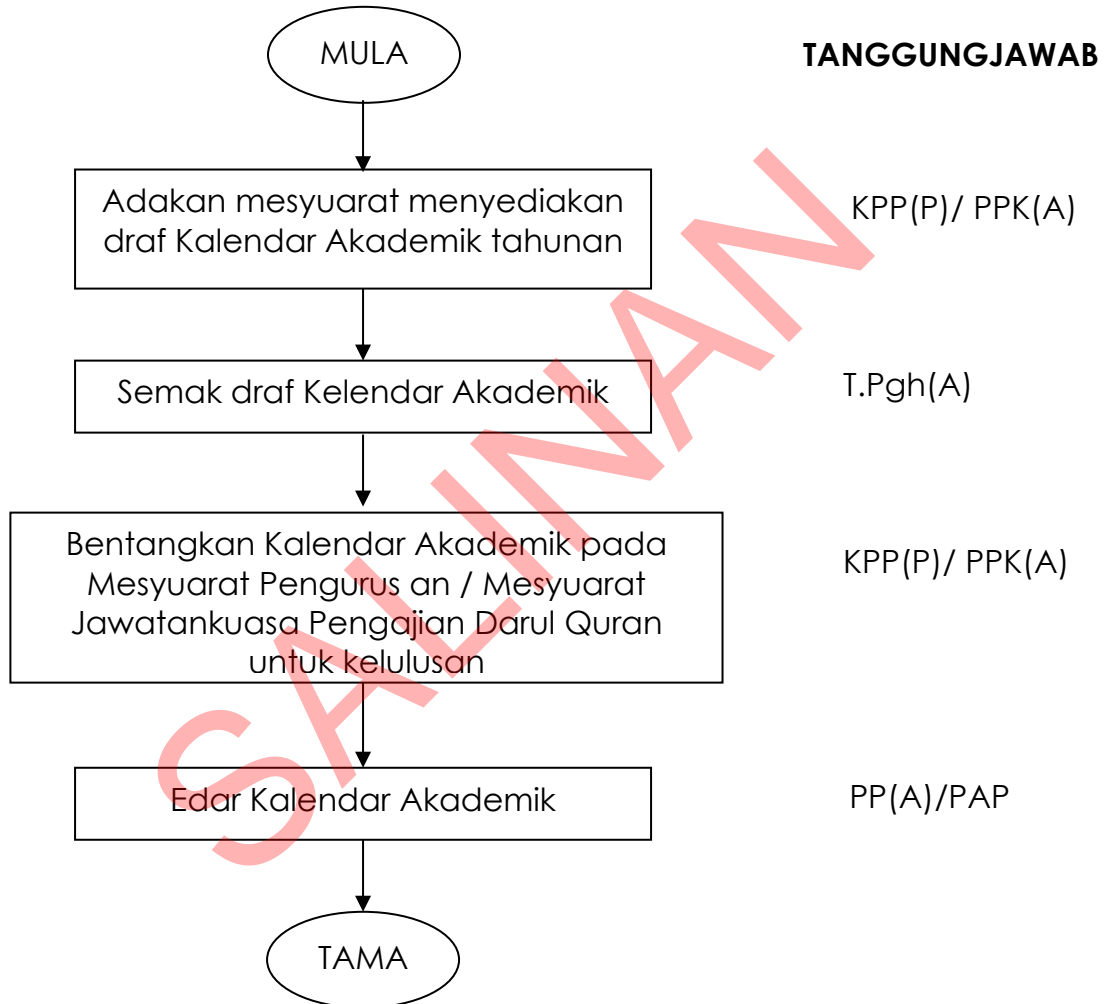 MULA
TANGGUNGJAWAB
Adakan mesyuarat menyediakan
draf Kalendar Akademik tahunan
KPP(P)/ PPK(A)
Semak draf Kelendar Akademik
T.Pgh(A)
Bentangkan Kalendar Akademik pada
Mesyuarat Pengurus an / Mesyuarat
Jawatankuasa Pengajian Darul Quran
untuk kelulusan
KPP(P)/ PPK(A)
Edar Kalendar Akademik
PP(A)/PAP
TAMA
SALINAN